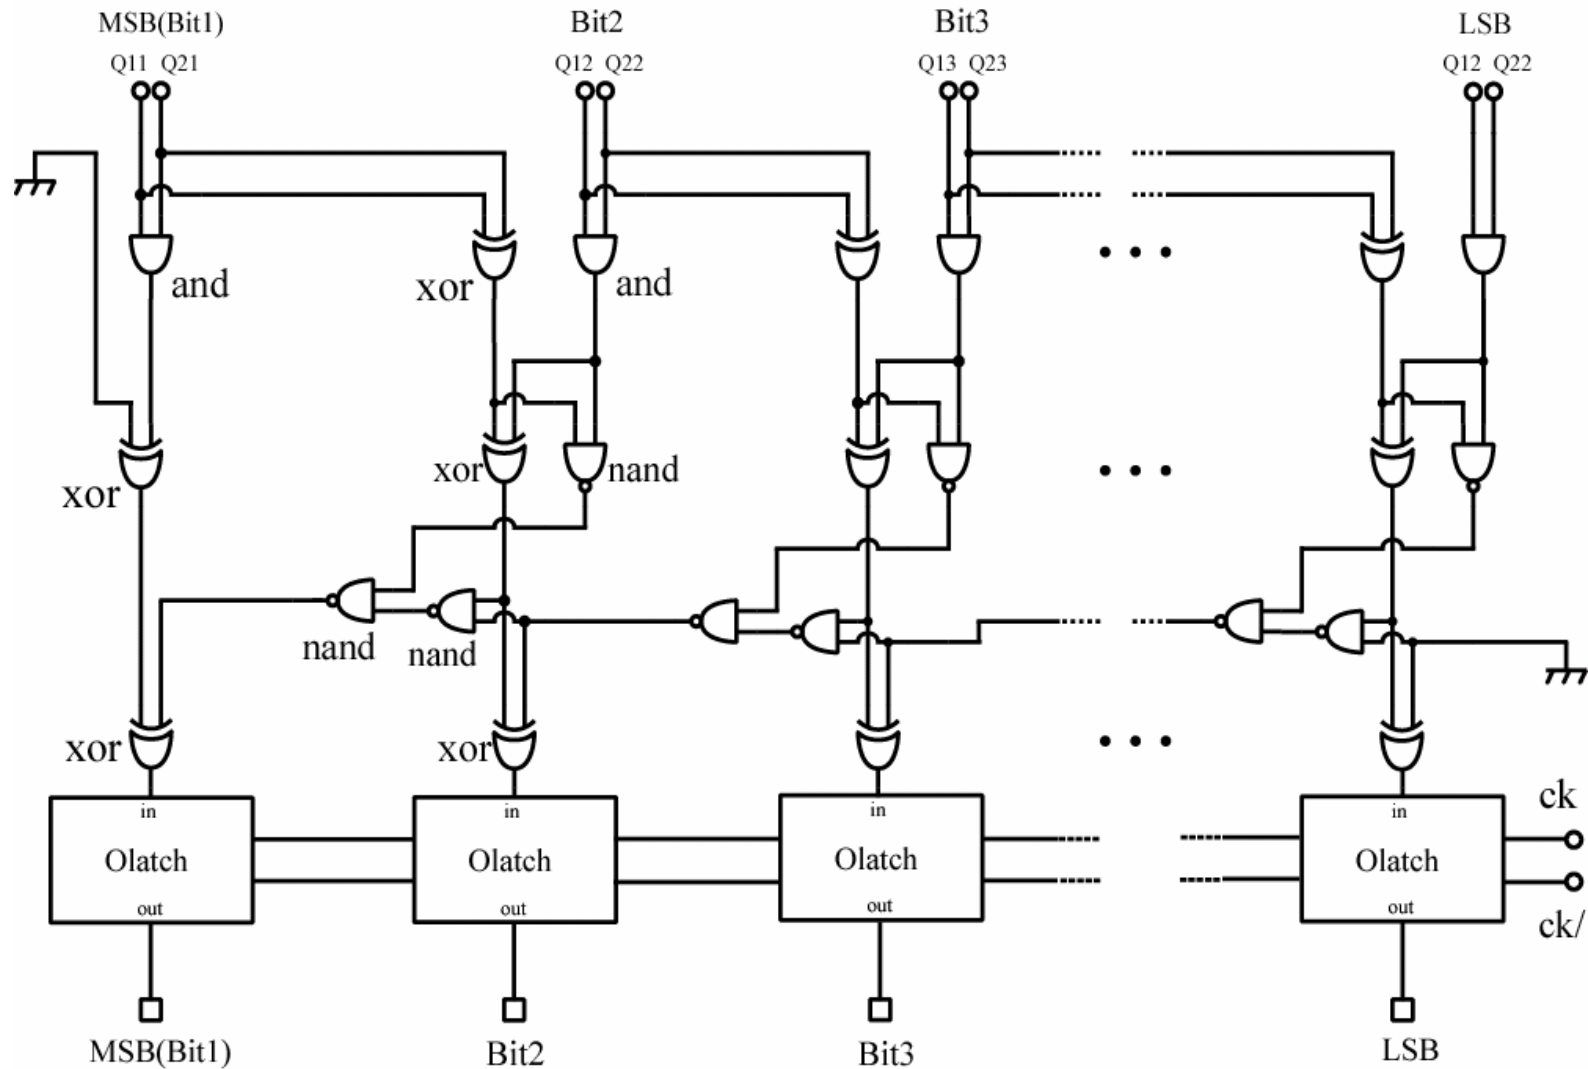 MSB(Bit1) Bit2 Bit3 LSB
Q11 Q21 Q12 Q22 Q13 Q23 Q12 Q22
and xor and
xor xor nand
nand nand
xor xor
in in in in
Olatch Olatch Olatch Olatch
out out out out
ck
ck/
MSB(Bit1) Bit2 Bit3 LSB